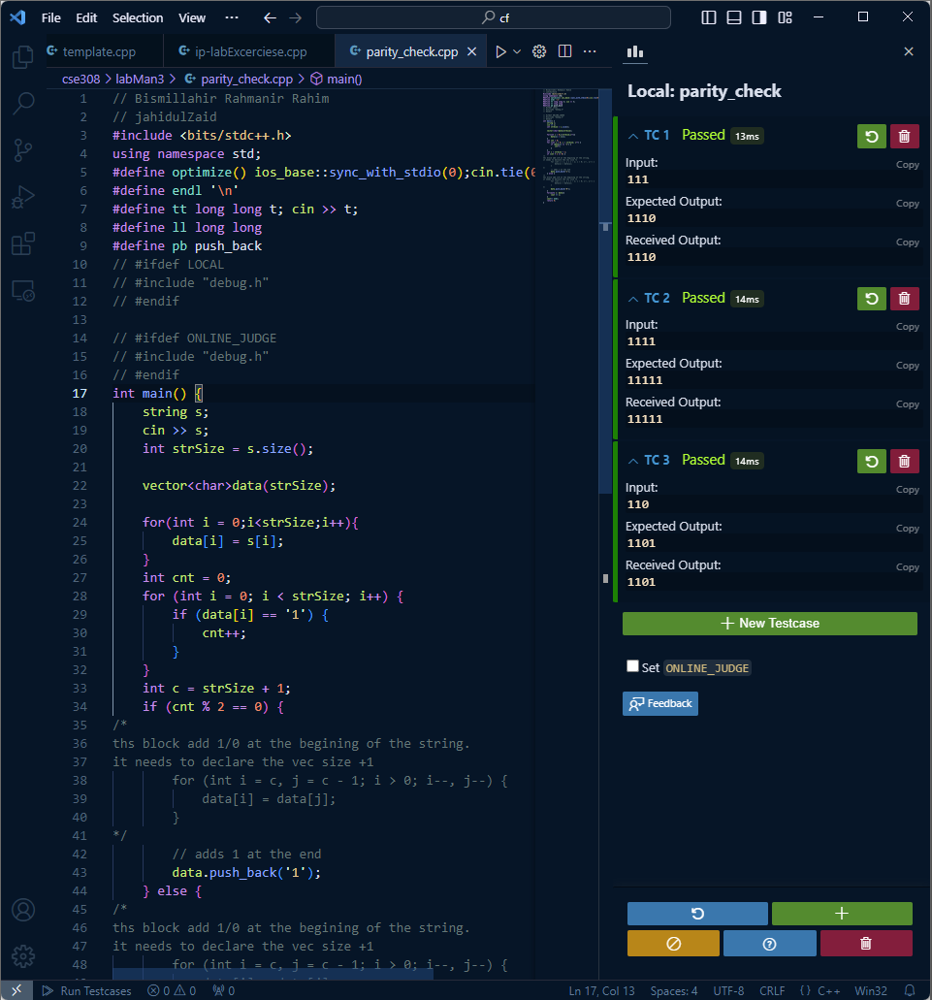 File Edit Selection View ··· cf
template.cpp ip-labExcerciese.cpp parity_check.cpp
cse308 > labMan3 > parity_check.cpp > main()
1 // Bismillahir Rahmanir Rahim
2 // jahidulZaid
3 #include <bits/stdc++.h>
4 using namespace std;
5 #define optimize() ios_base::sync_with_stdio(0);cin.tie(0
6 #define endl '\n'
7 #define tt long long t; cin >> t;
8 #define ll long long
9 #define pb push_back
10 // #ifdef LOCAL
11 // #include "debug.h"
12 // #endif
13
14 // #ifdef ONLINE_JUDGE
15 // #include "debug.h"
16 // #endif
17 int main() {
18     string s;
19     cin >> s;
20     int strSize = s.size();
21
22     vector<char>data(strSize);
23
24     for(int i = 0;i<strSize;i++){
25         data[i] = s[i];
26     }
27     int cnt = 0;
28     for (int i = 0; i < strSize; i++) {
29         if (data[i] == '1') {
30             cnt++;
31         }
32     }
33     int c = strSize + 1;
34     if (cnt % 2 == 0) {
35 /*
36 ths block add 1/0 at the begining of the string.
37 it needs to declare the vec size +1
38         for (int i = c, j = c - 1; i > 0; i--, j--) {
39             data[i] = data[j];
40         }
41 */
42         // adds 1 at the end
43         data.push_back('1');
44     } else {
45 /*
46 ths block add 1/0 at the begining of the string.
47 it needs to declare the vec size +1
48         for (int i = c, j = c - 1; i > 0; i--, j--) {
Local: parity_check
TC 1 Passed 13ms
Input: Copy
111
Expected Output: Copy
1110
Received Output: Copy
1110
TC 2 Passed 14ms
Input: Copy
1111
Expected Output: Copy
11111
Received Output: Copy
11111
TC 3 Passed 14ms
Input: Copy
110
Expected Output: Copy
1101
Received Output: Copy
1101
+ New Testcase
Set ONLINE_JUDGE
Feedback
Run Testcases 0 0 0 Ln 17, Col 13 Spaces: 4 UTF-8 CRLF {} C++ Win32